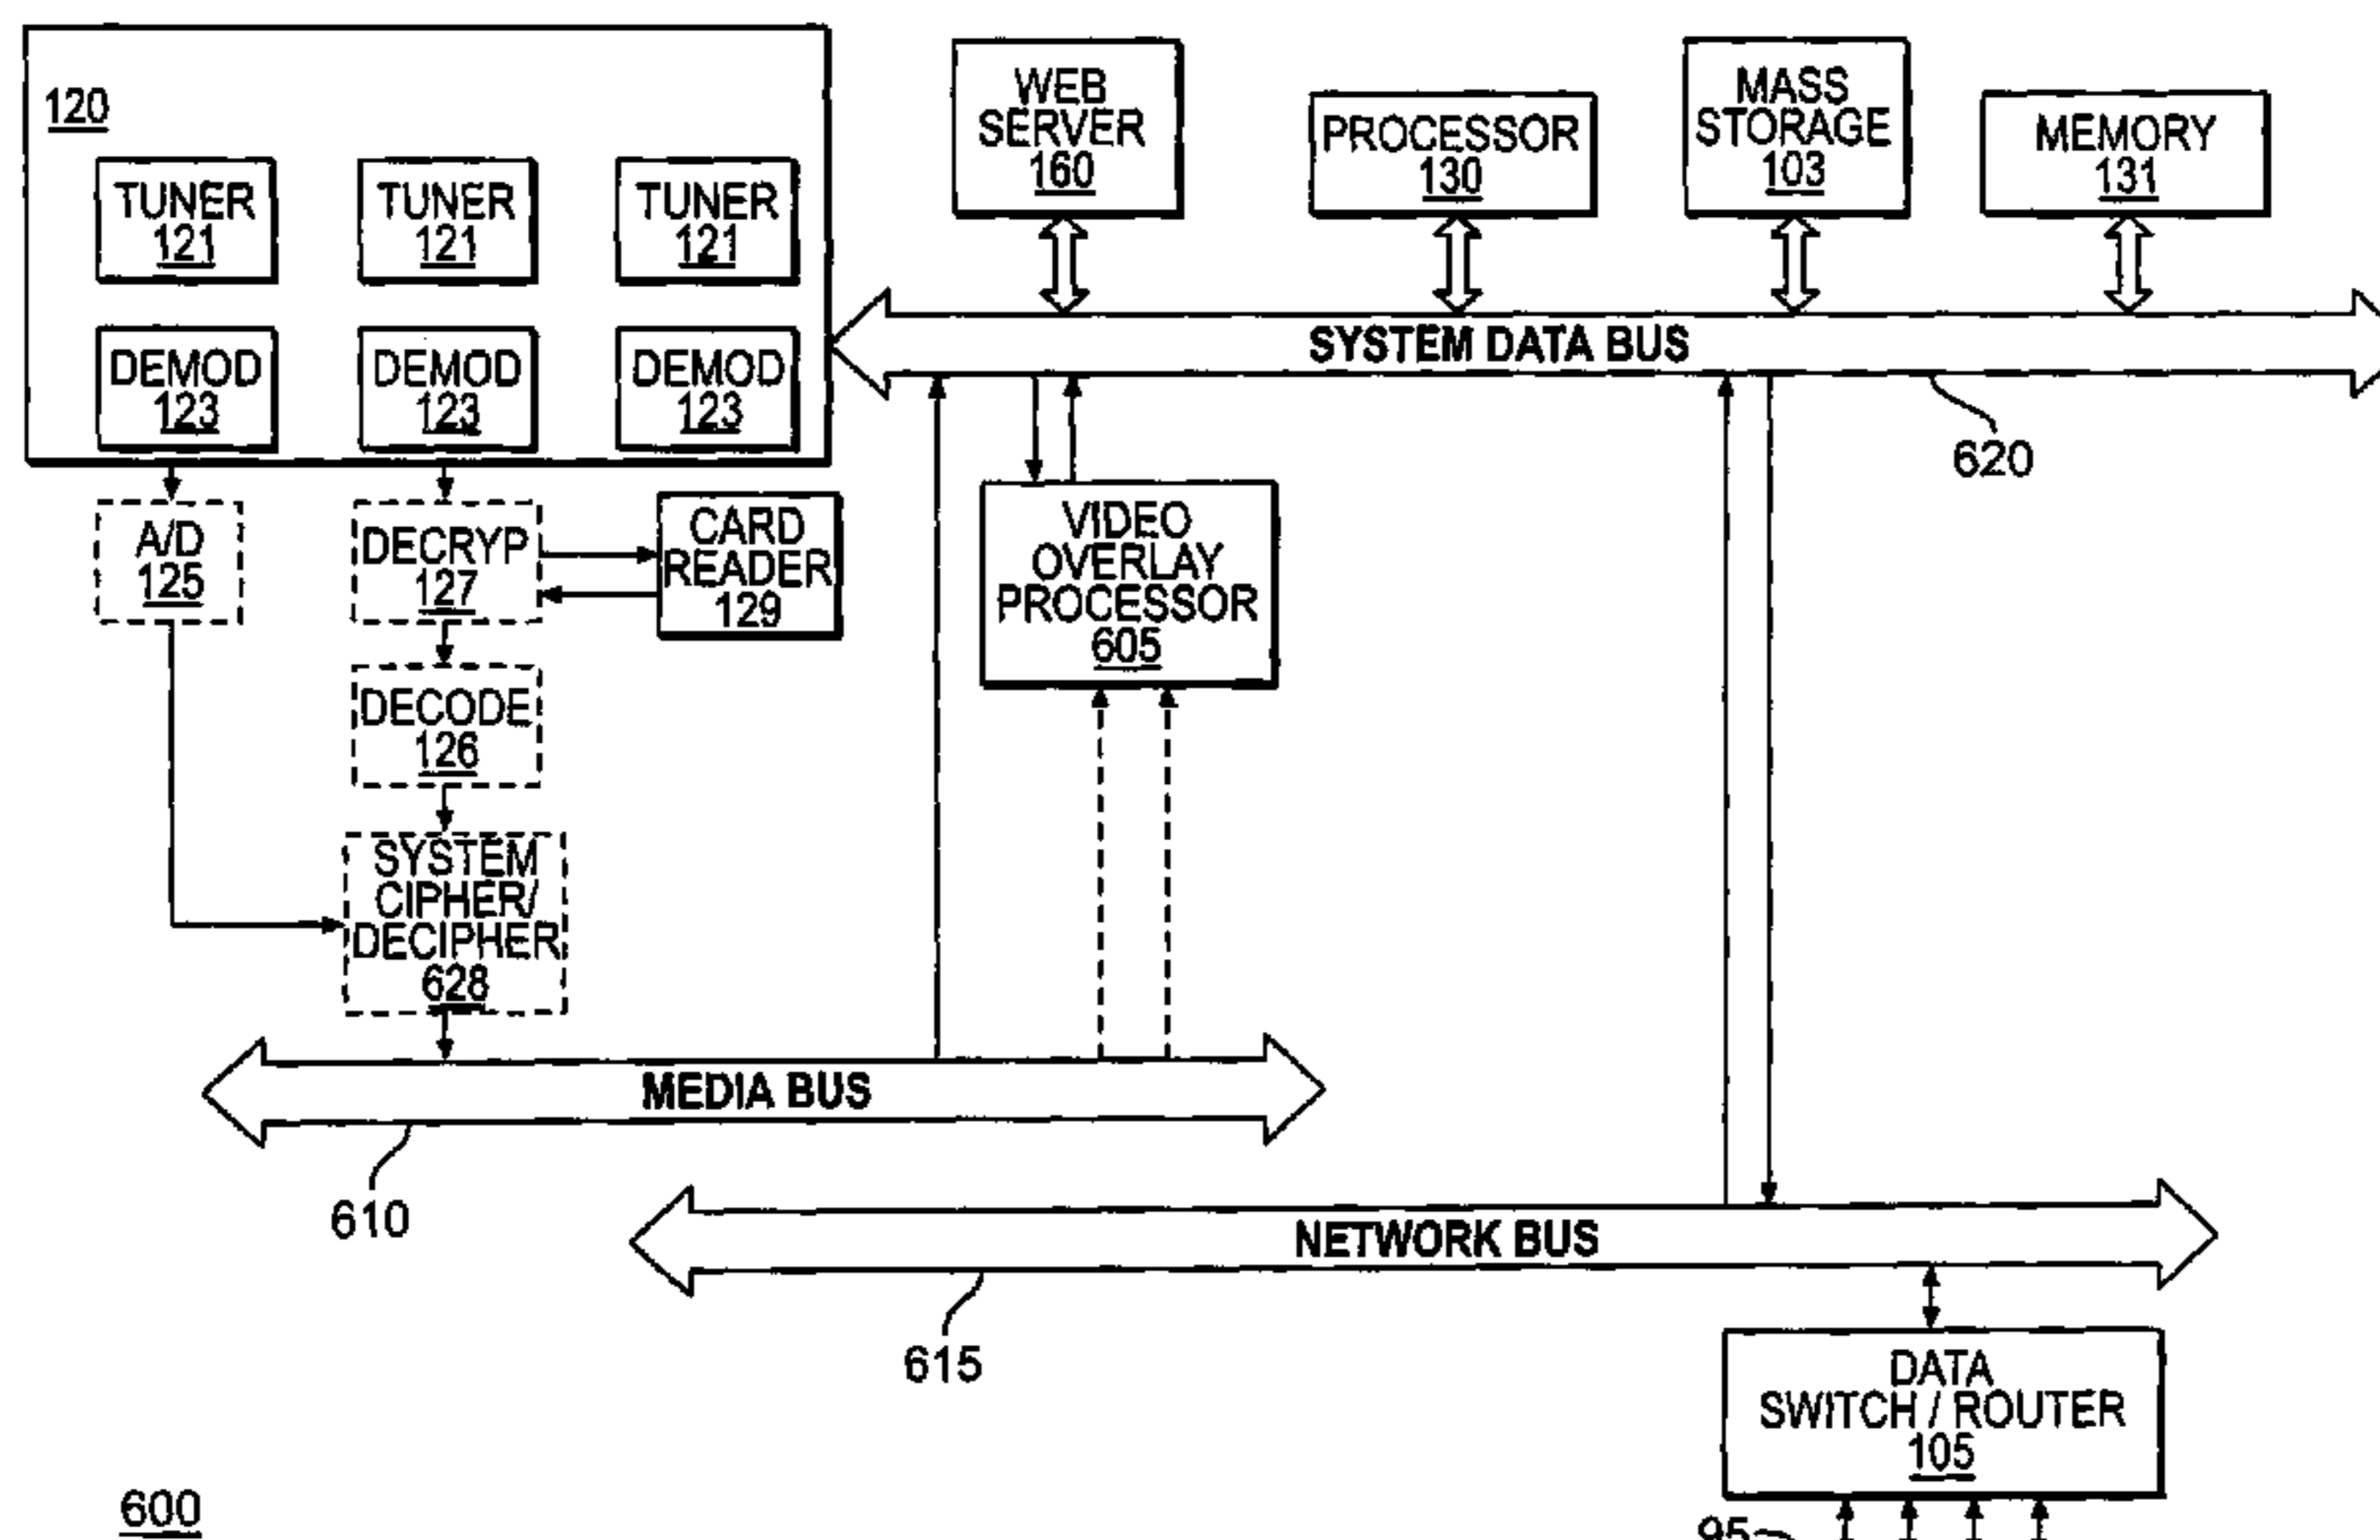 120
TUNER
121
TUNER
121
TUNER
121
DEMOD
123
DEMOD
123
DEMOD
123
WEB
SERVER
160
PROCESSOR
130
MASS
STORAGE
103
MEMORY
131
SYSTEM DATA BUS
620
A/D
125
DECRYP
127
CARD
READER
129
VIDEO
OVERLAY
PROCESSOR
605
DECODE
126
SYSTEM
CIPHER/
DECIPHER
628
MEDIA BUS
610
NETWORK BUS
615
DATA
SWITCH / ROUTER
105
600
95